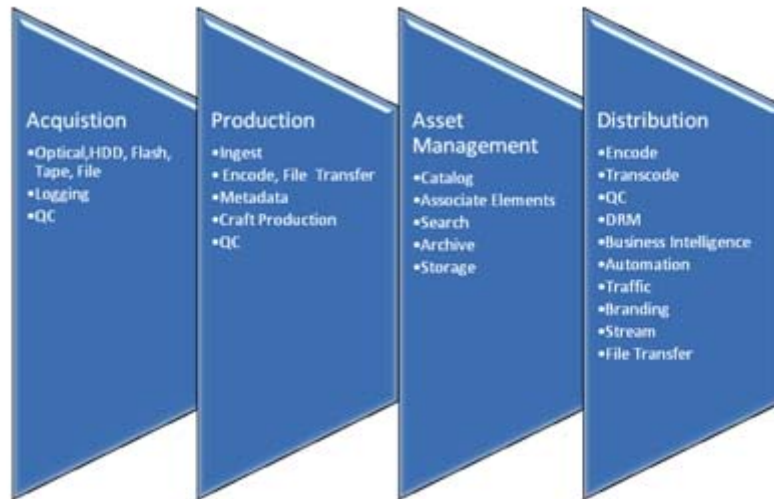 Acquistion
•Optical,HDD, Flash,
Tape, File
•Logging
•QC
Production
•Ingest
• Encode, File Transfer
•Metadata
•Craft Production
•QC
Asset
Management
•Catalog
•Associate Elements
•Search
•Archive
•Storage
Distribution
•Encode
•Transcode
•QC
•DRM
•Business Intelligence
•Automation
•Traffic
•Branding
•Stream
•File Transfer